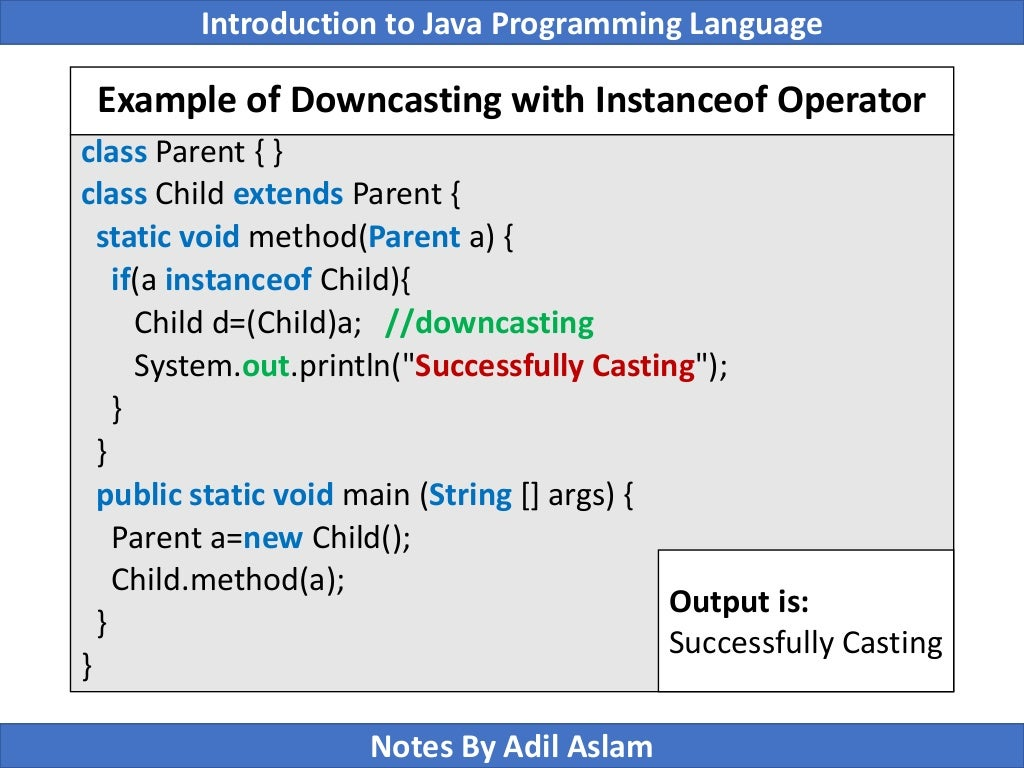 Introduction to Java Programming Language
Example of Downcasting with Instanceof Operator
class Parent { }
class Child extends Parent {
static void method(Parent a) {
if(a instanceof Child){
Child d=(Child)a; //downcasting
System.out.println("Successfully Casting");
}
}
public static void main (String [] args) {
Parent a=new Child();
Child.method(a);
}
}
Output is:
Successfully Casting
Notes By Adil Aslam